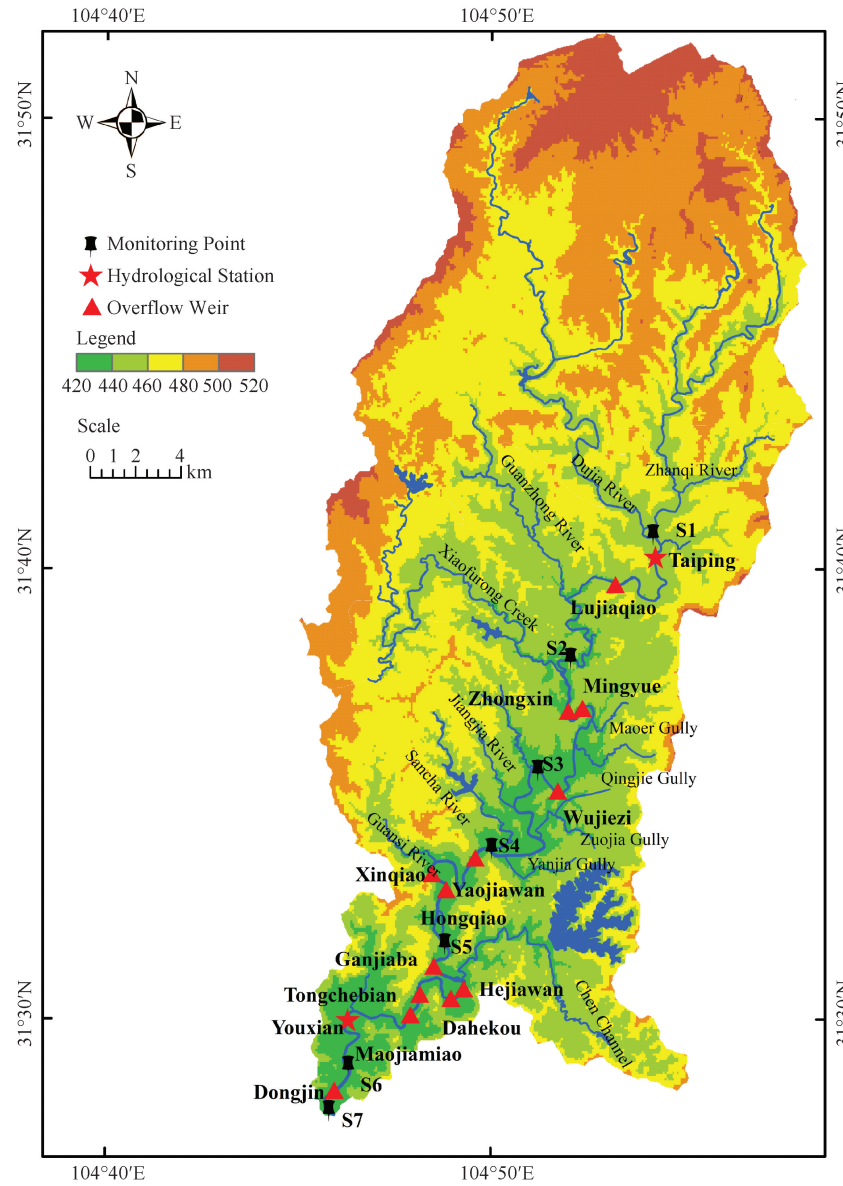 104°40′E 104°50′E
31°50′N 31°50′N
N
W E
S
Monitoring Point
Hydrological Station
Overflow Weir
Legend
420 440 460 480 500 520
Scale
0 1 2 4 km
Guanzhong River
Dujia River
Zhanqi River
S1
Taiping
31°40′N 31°40′N
Xiaofurong Creek
Lujiaqiao
S2
Mingyue
Zhongxin
Maoer Gully
Jiangjia River
S3
Qingjie Gully
Sancha River
Wujiezi
Zuojia Gully
Guansi River
S4
Yanjia Gully
Xinqiao
Yaojiawan
Hongqiao
S5
Ganjiaba
Hejiawan
Tongchebian
Chen Channel
31°30′N 31°30′N
Youxian
Dahekou
Maojiamiao
S6
Dongjin
S7
104°40′E 104°50′E